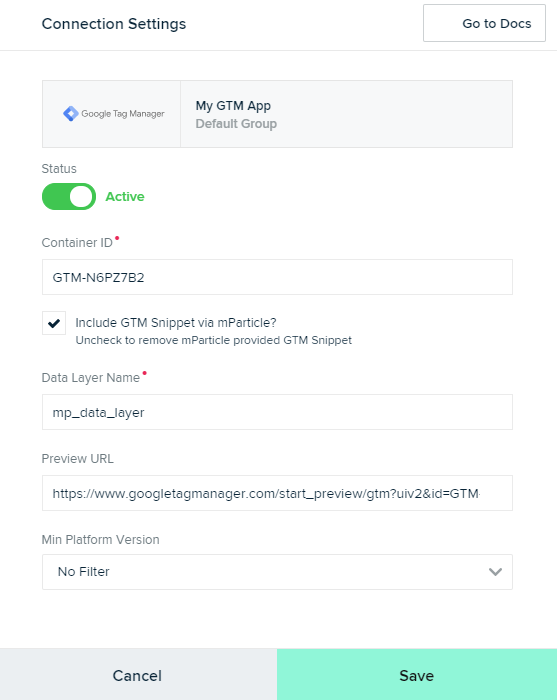 Connection Settings
Go to Docs
Google Tag Manager
My GTM App
Default Group
Status
Active
Container ID•
GTM-N6PZ7B2
Include GTM Snippet via mParticle?
Uncheck to remove mParticle provided GTM Snippet
Data Layer Name•
mp_data_layer
Preview URL
https://www.googletagmanager.com/start_preview/gtm?uiv2&id=GTM-
Min Platform Version
No Filter
Cancel
Save